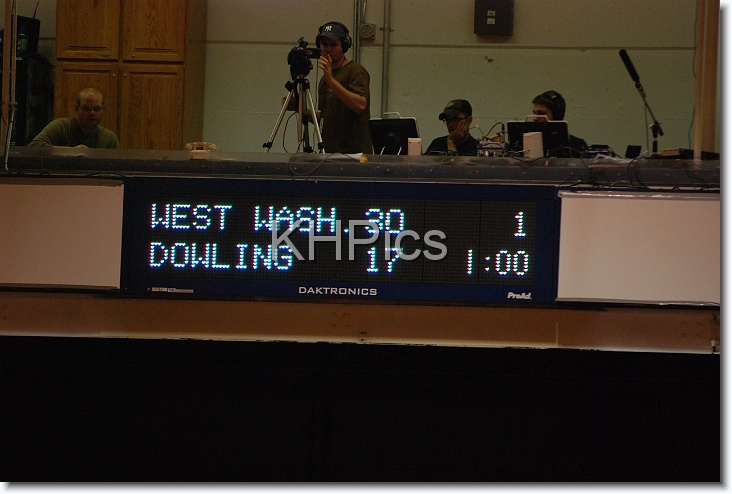 WEST WASH. 30 1
DOWLING 17 1:00
KHPics
DAKTRONICS
ProAd.